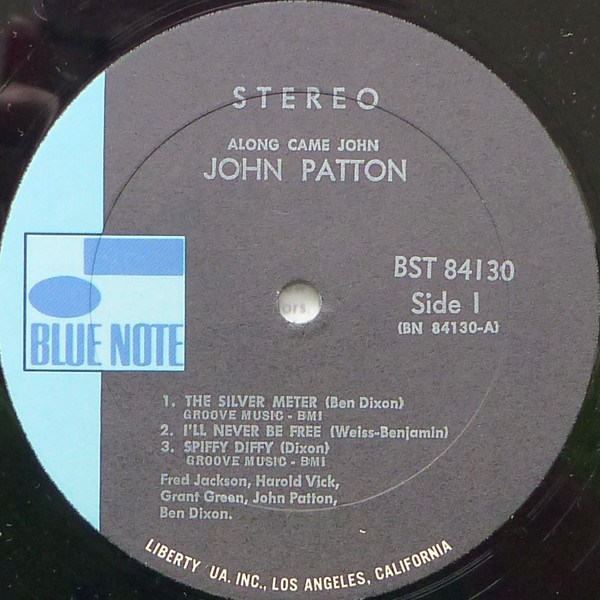 STEREO
ALONG CAME JOHN
JOHN PATTON
BST 84130
Side 1
(BN 84130-A)
BLUE NOTE
1. THE SILVER METER (Ben Dixon)
GROOVE MUSIC - BMI
2. I'LL NEVER BE FREE (Weiss-Benjamin)
3. SPIFFY DIFFY (Dixon)
GROOVE MUSIC - BMI
Fred Jackson, Harold Vick,
Grant Green, John Patton,
Ben Dixon.
LIBERTY UA. INC., LOS ANGELES, CALIFORNIA